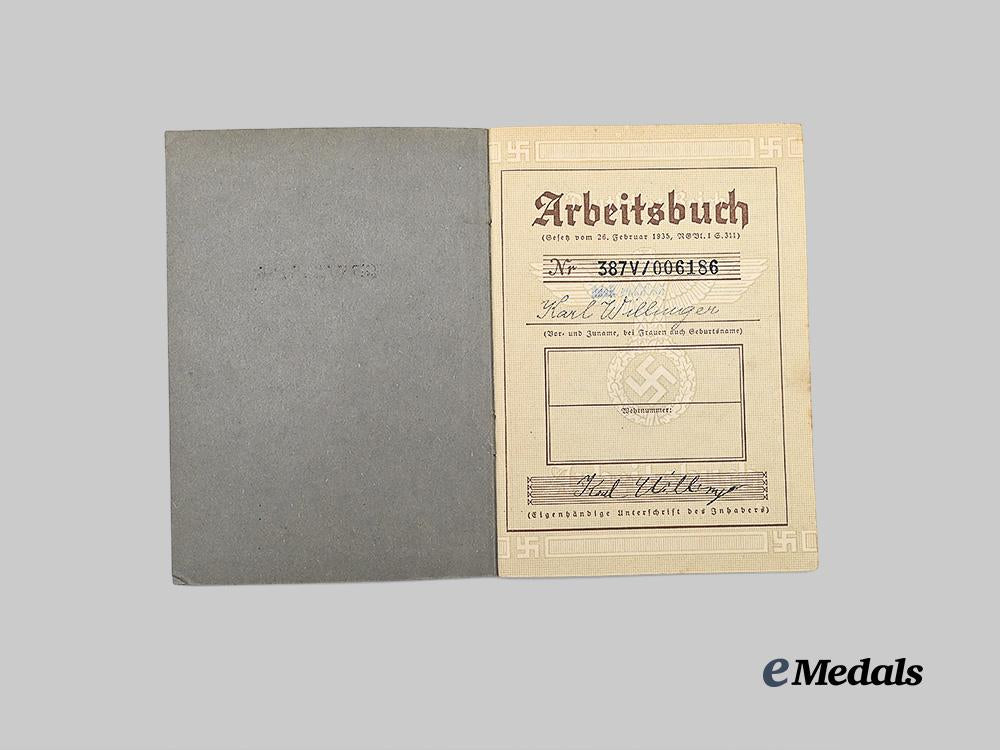 Arbeitsbuch
(Gesetz vom 26. Februar 1935, RGBl. I S. 311)
Nr 387V/006186
Karl Willinger
(Vor- und Zuname, bei Frauen auch Geburtsname)
Wehrnummer:
Karl Willinger
(Eigenhändige Unterschrift des Inhabers)
eMedals